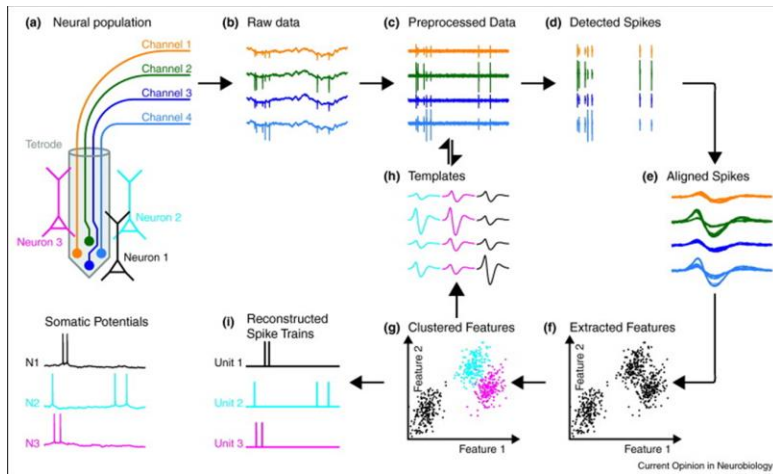 (a) Neural population
(b) Raw data
(c) Preprocessed Data
(d) Detected Spikes
Channel 1
Channel 2
Channel 3
Channel 4
Tetrode
Neuron 2
Neuron 3
Neuron 1
(h) Templates
(e) Aligned Spikes
Somatic Potentials
N1
N2
N3
(i) Reconstructed
Spike Trains
Unit 1
Unit 2
Unit 3
(g) Clustered Features
Feature 2
Feature 1
(f) Extracted Features
Feature 2
Feature 1
Current Opinion in Neurobiology